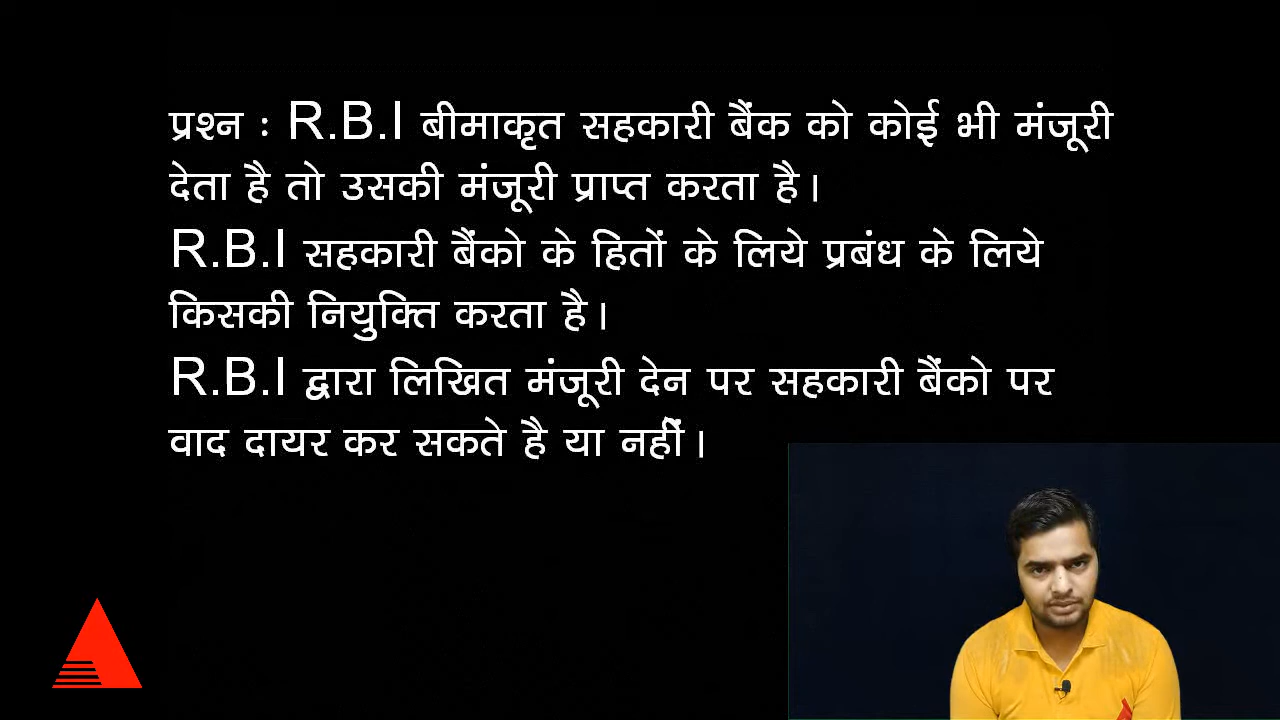 प्रश्न : R.B.I बीमाकृत सहकारी बैंक को कोई भी मंजूरी
देता है तो उसकी मंजूरी प्राप्त करता है।
R.B.I सहकारी बैंको के हितों के लिये प्रबंध के लिये
किसकी नियुक्ति करता है।
R.B.I द्वारा लिखित मंजूरी देन पर सहकारी बैंको पर
वाद दायर कर सकते है या नहीं।